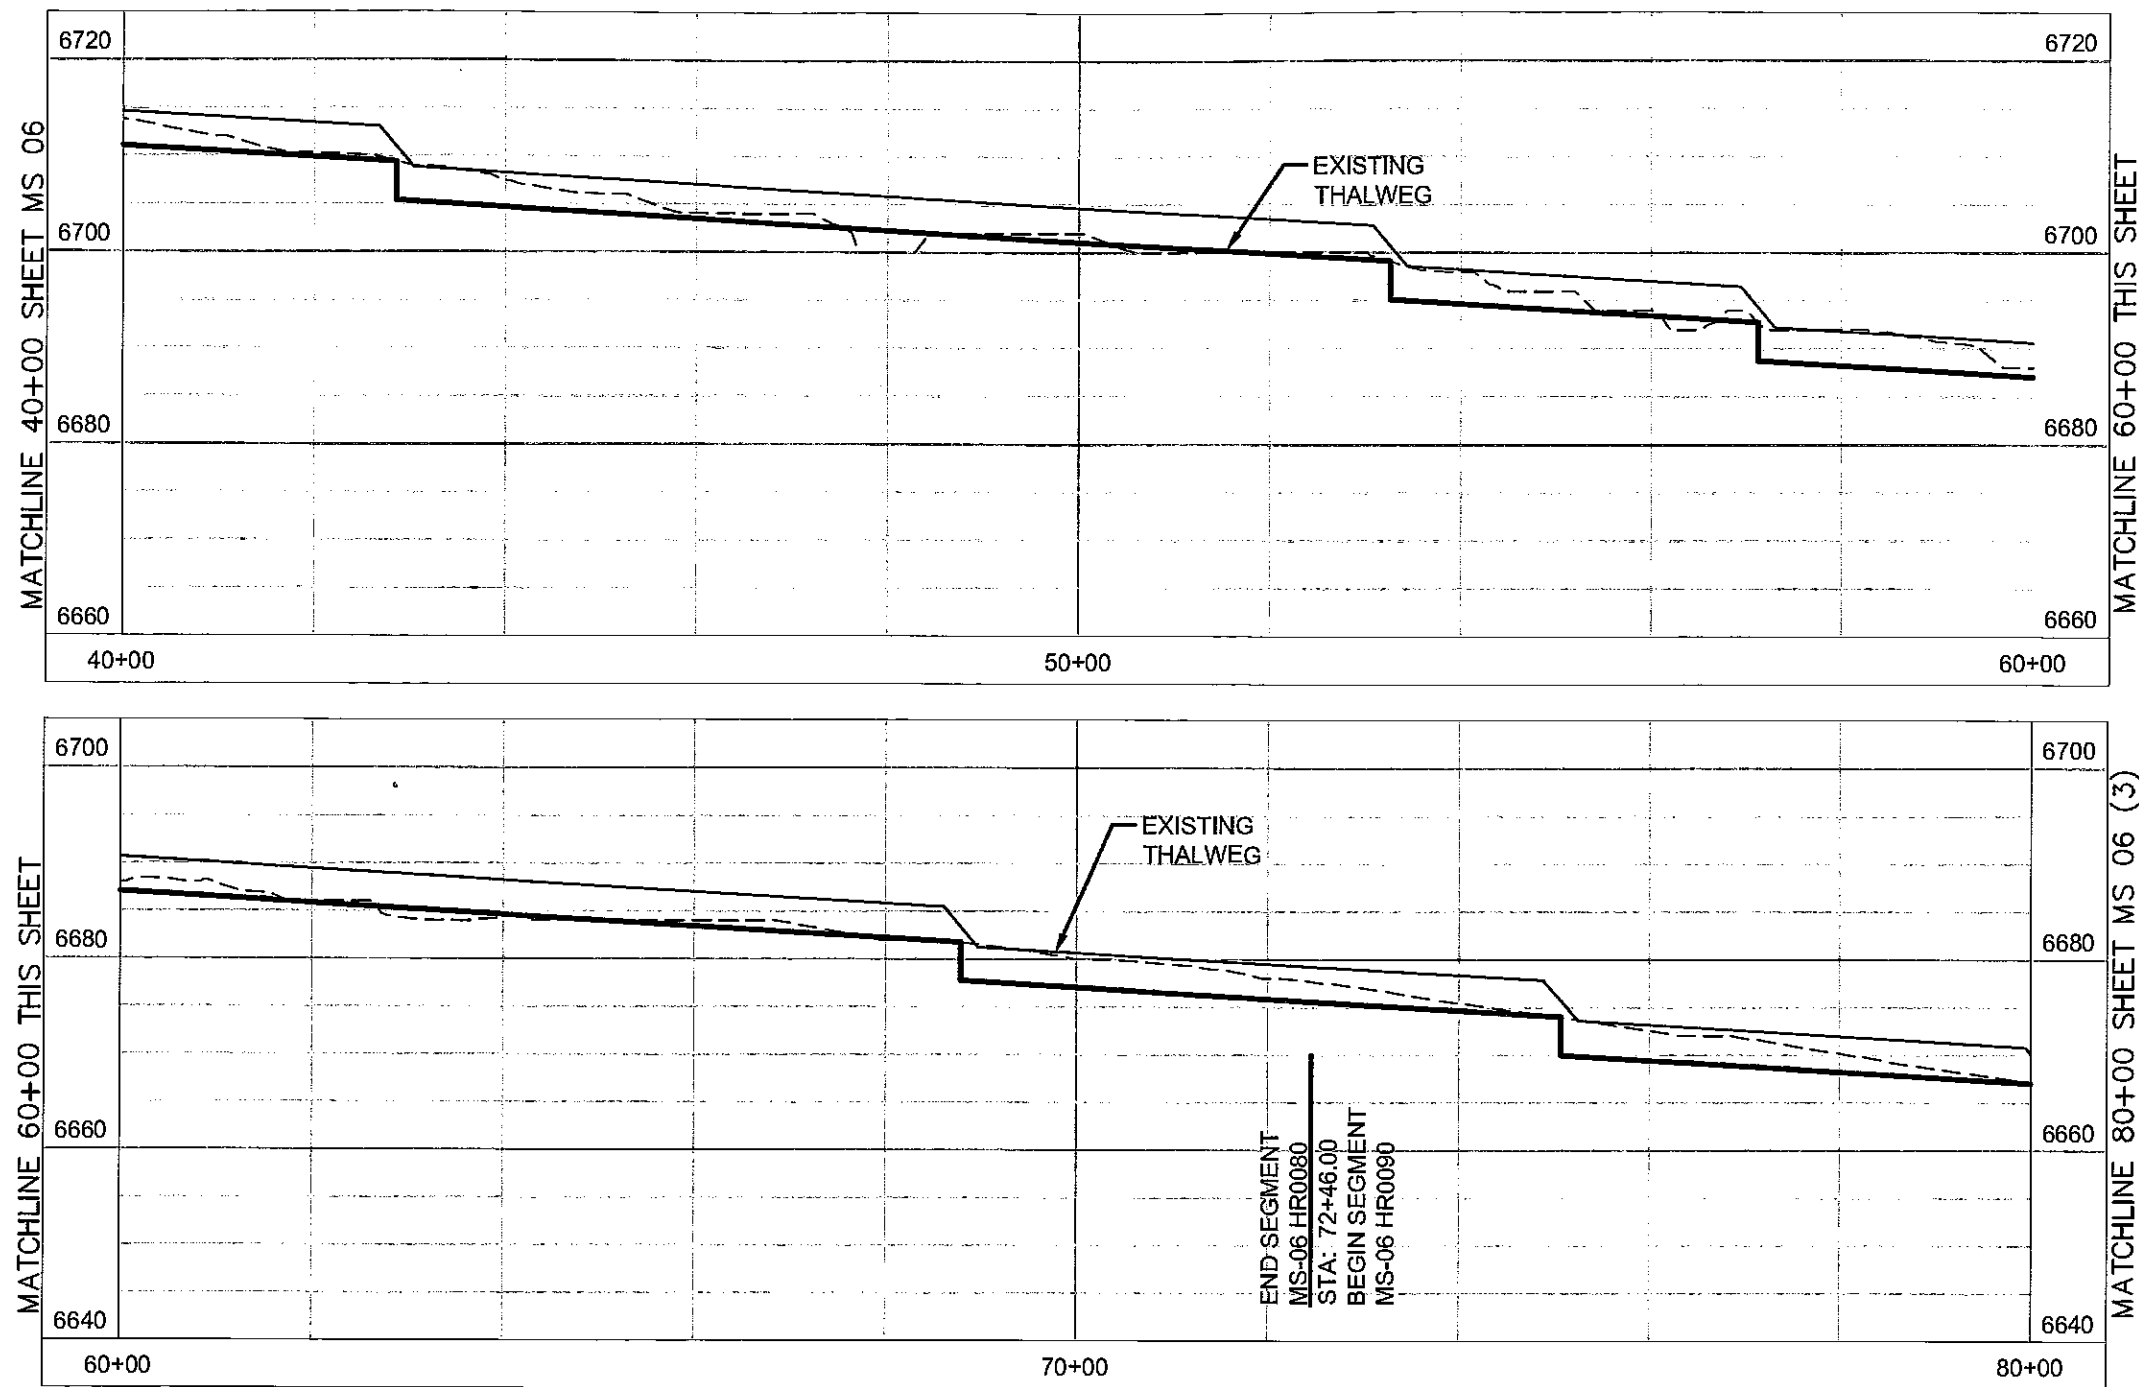 MATCHLINE 40+00 SHEET MS 06
6720
6700
6680
6660
EXISTING
THALWEG
6720
6700
6680
6660
MATCHLINE 60+00 THIS SHEET
40+00
50+00
60+00
MATCHLINE 60+00 THIS SHEET
6700
6680
6660
6640
EXISTING
THALWEG
END SEGMENT
MS-06 HR0080
STA: 72+46.00
BEGIN SEGMENT
MS-06 HR0090
6700
6680
6660
6640
MATCHLINE 80+00 SHEET MS 06 (3)
60+00
70+00
80+00